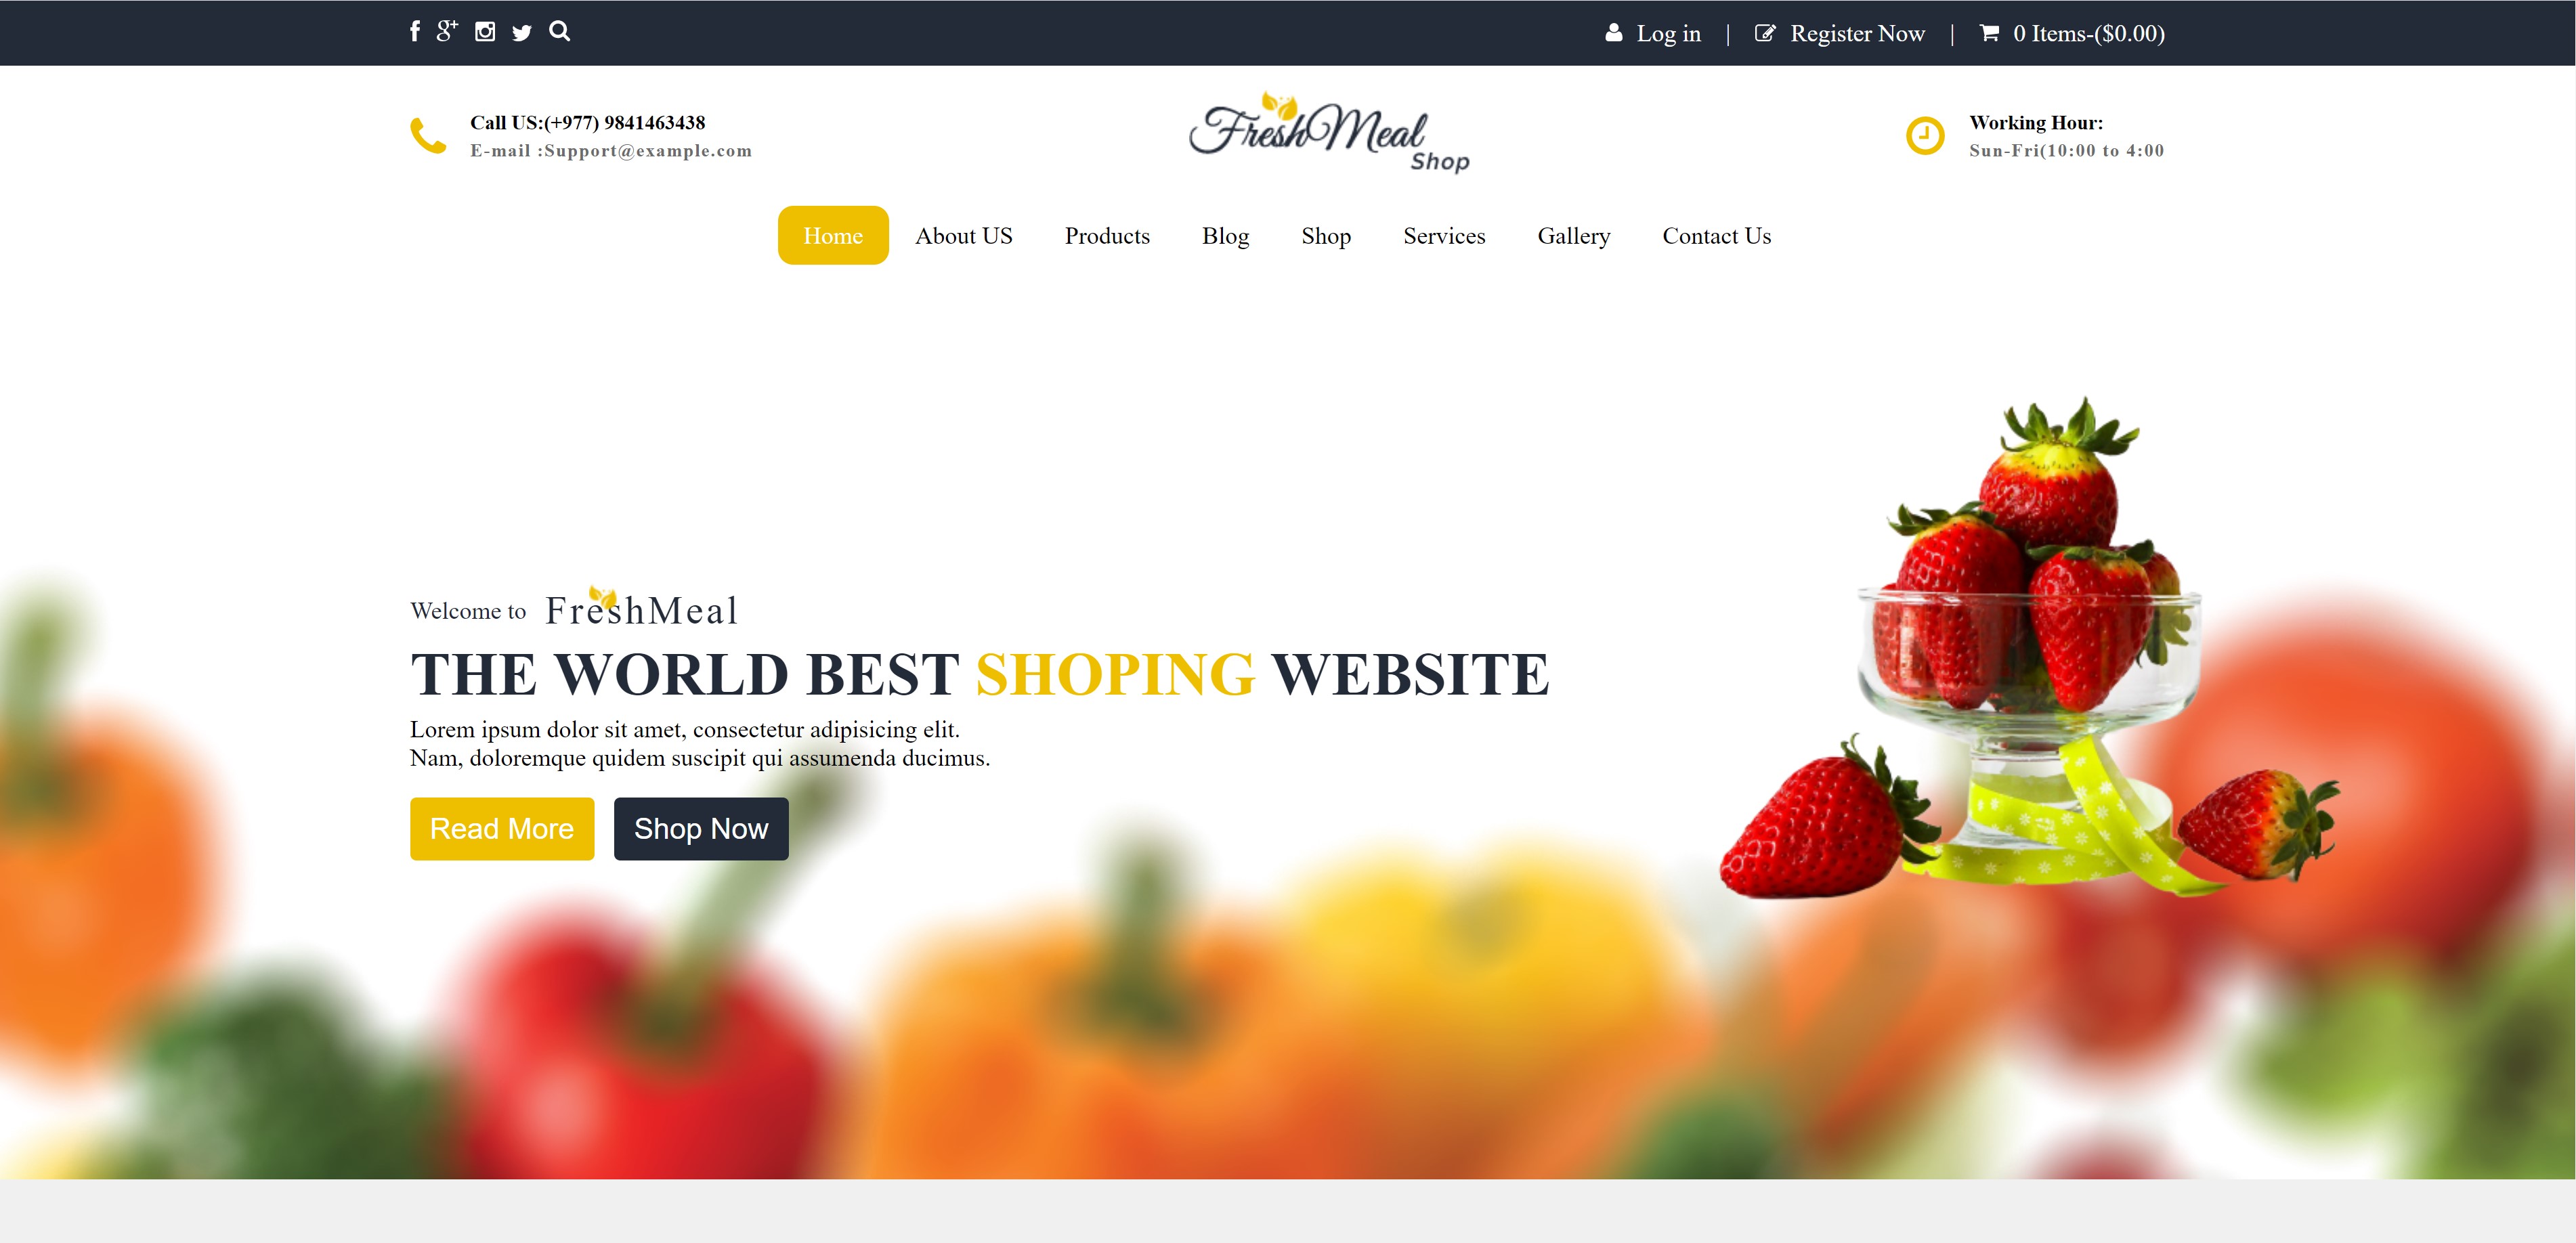 Log in | Register Now | 0 Items-($0.00)
Call US:(+977) 9841463438
E-mail :Support@example.com
FreshMeal
Shop
Working Hour:
Sun-Fri(10:00 to 4:00
Home About US Products Blog Shop Services Gallery Contact Us
Welcome to FreshMeal
THE WORLD BEST SHOPING WEBSITE
Lorem ipsum dolor sit amet, consectetur adipisicing elit.
Nam, doloremque quidem suscipit qui assumenda ducimus.
Read More Shop Now